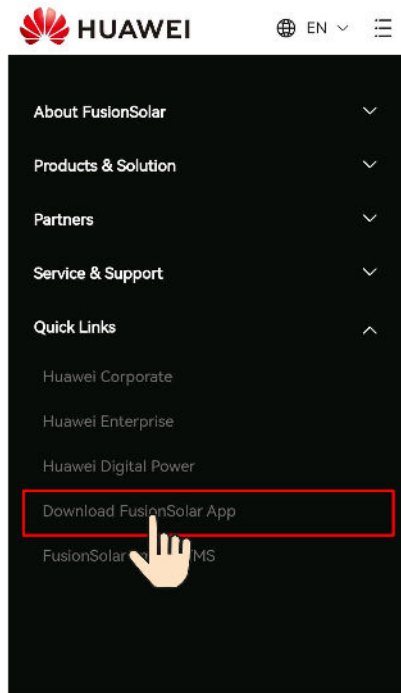 HUAWEI
EN
About FusionSolar
Products & Solution
Partners
Service & Support
Quick Links
Huawei Corporate
Huawei Enterprise
Huawei Digital Power
Download FusionSolar App
FusionSolar